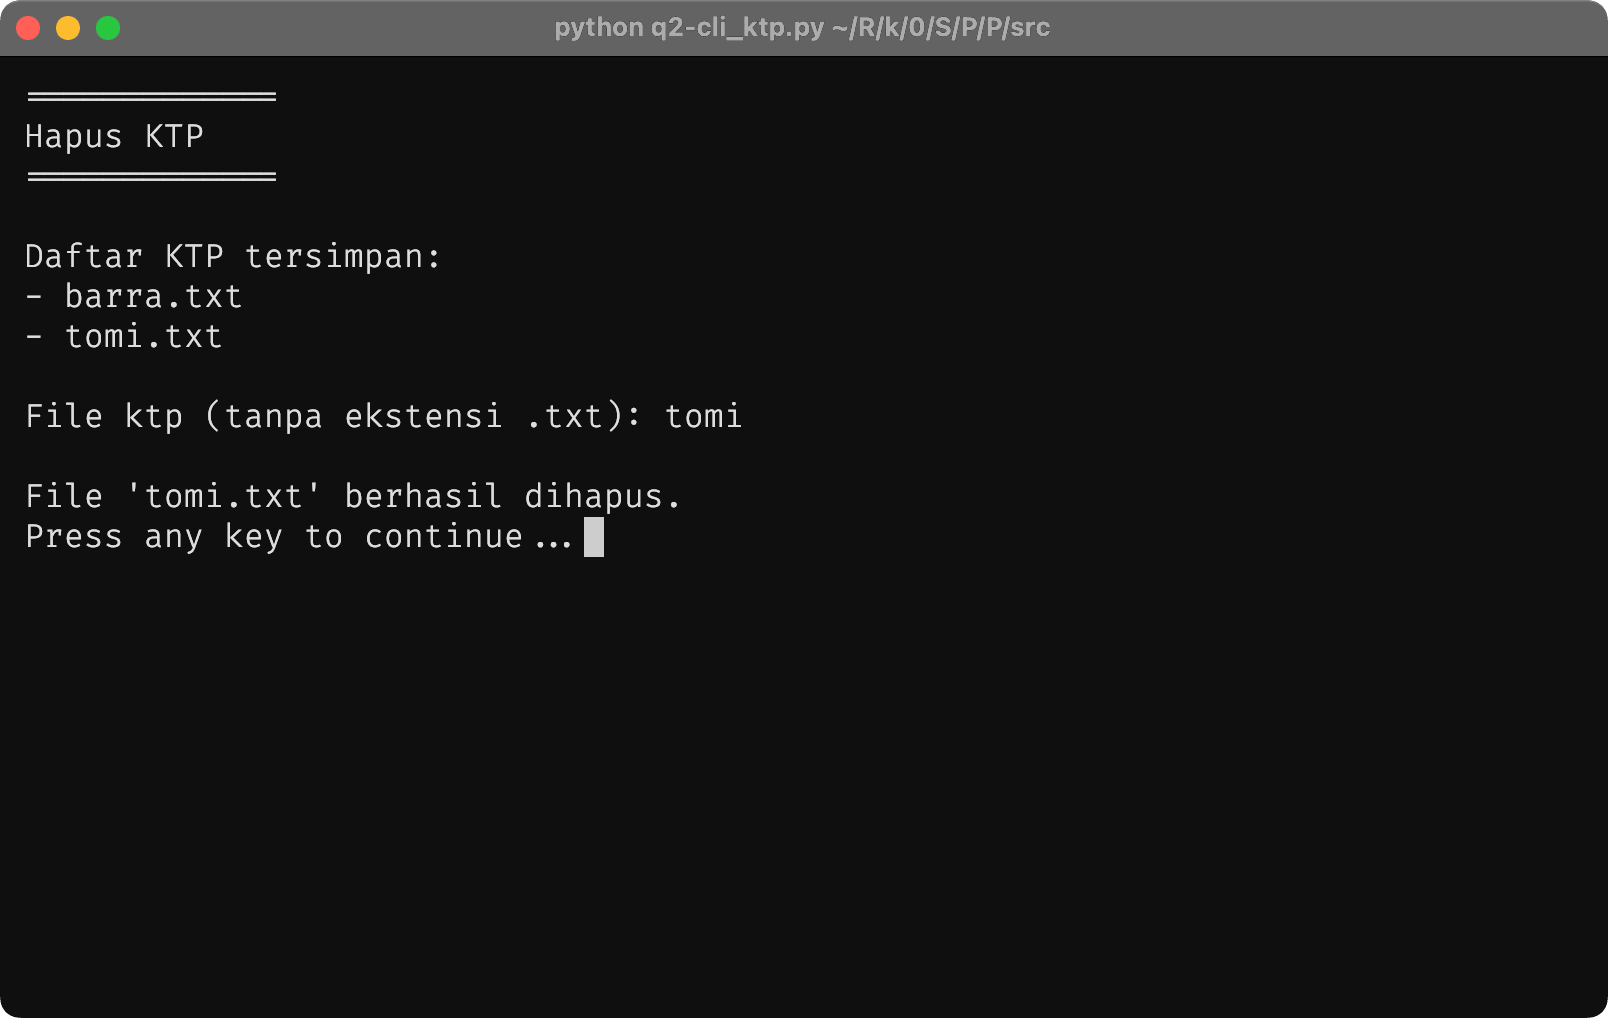 python q2-cli_ktp.py ~/R/k/0/S/P/P/src
Hapus KTP
Daftar KTP tersimpan:
- barra.txt
- tomi.txt
File ktp (tanpa ekstensi .txt): tomi
File 'tomi.txt' berhasil dihapus.
Press any key to continue...